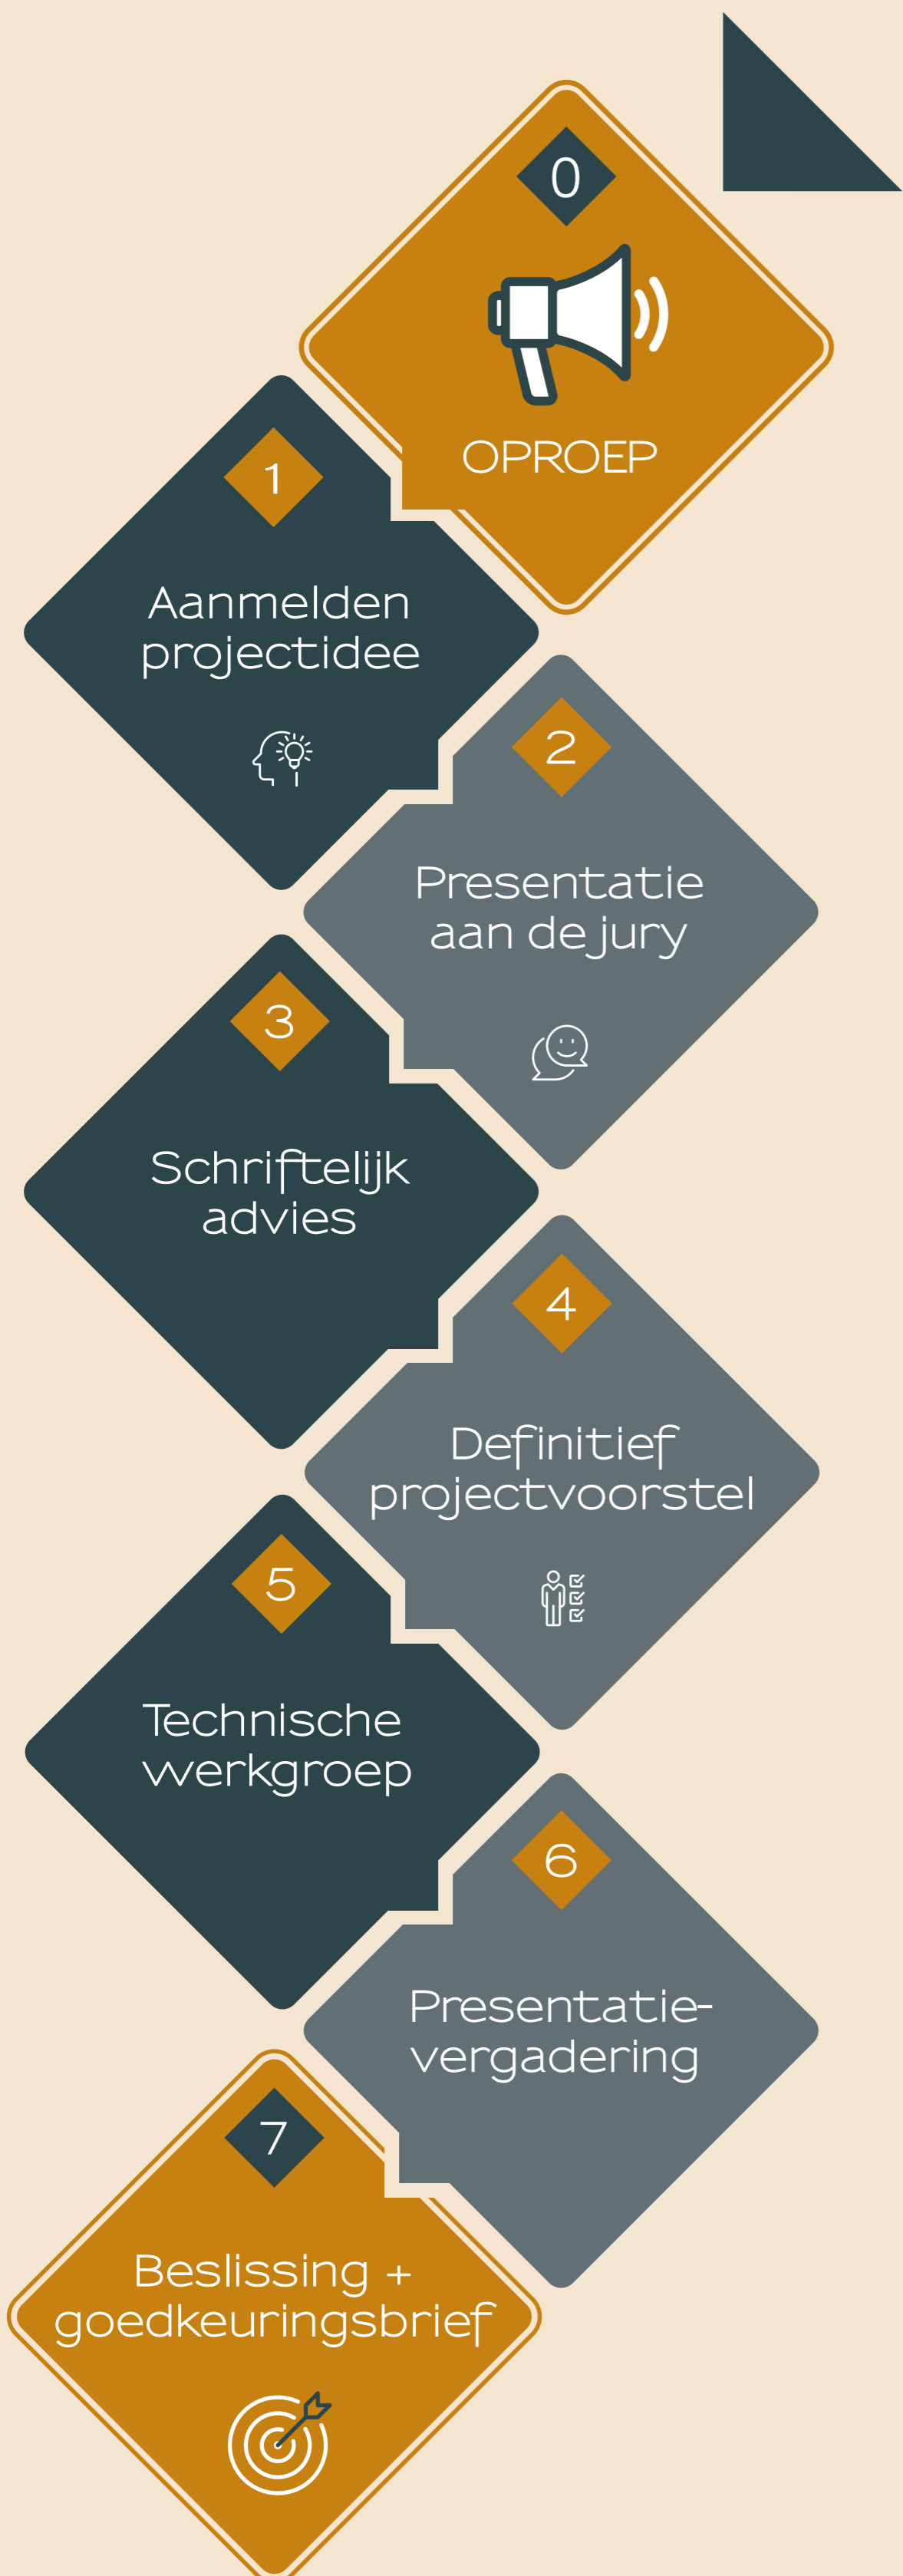 0
OPROEP
1
Aanmelden
projectidee
2
Presentatie
aan de jury
3
Schriftelijk
advies
4
Definitief
projectvoorstel
5
Technische
werkgroep
6
Presentatie-
vergadering
7
Beslissing +
goedkeuringsbrief